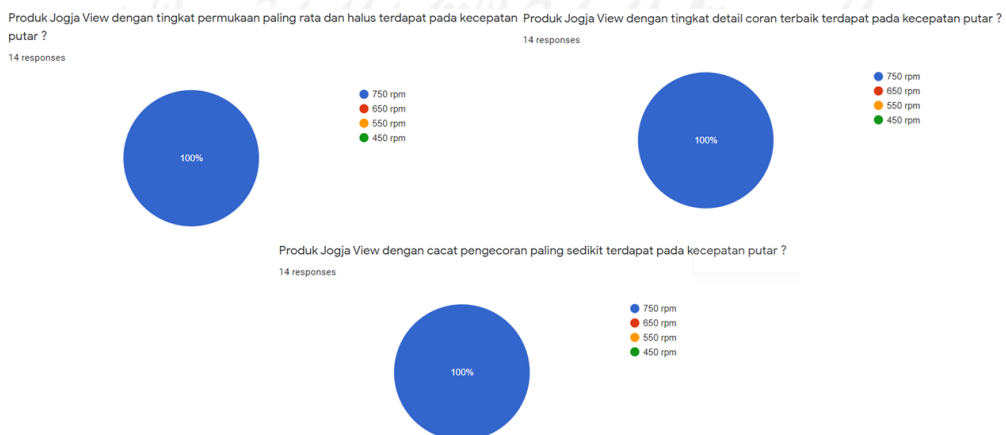 Produk Jogja View dengan tingkat permukaan paling rata dan halus terdapat pada kecepatan
putar ?
14 responses
100%
750 rpm
650 rpm
550 rpm
450 rpm
Produk Jogja View dengan tingkat detail coran terbaik terdapat pada kecepatan putar ?
14 responses
100%
750 rpm
650 rpm
550 rpm
450 rpm
Produk Jogja View dengan cacat pengecoran paling sedikit terdapat pada kecepatan putar ?
14 responses
100%
750 rpm
650 rpm
550 rpm
450 rpm